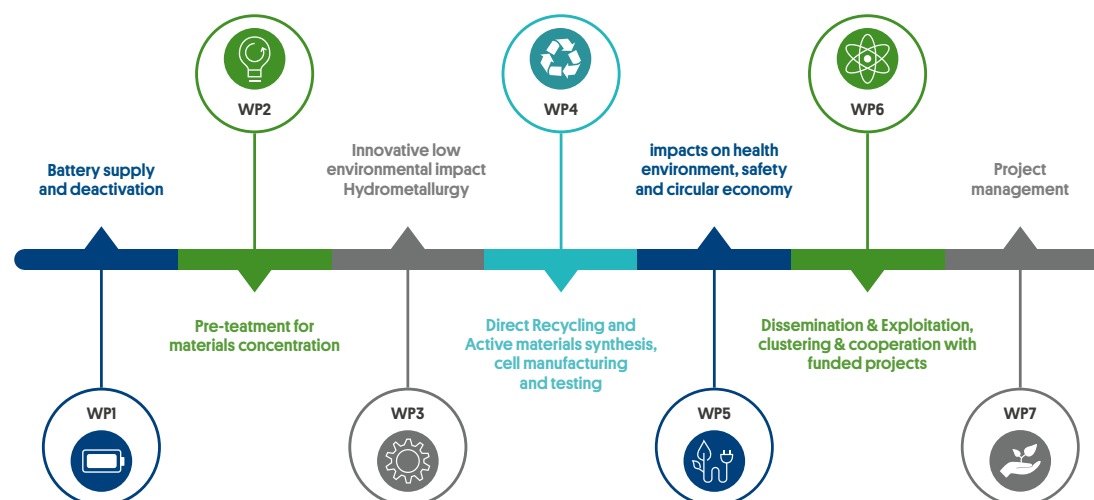 WP2
WP4
WP6
Battery supply
and deactivation
Innovative low
environmental impact
Hydrometallurgy
impacts on health
environment, safety
and circular economy
Project
management
Pre-teatment for
materials concentration
Direct Recycling and
Active materials synthesis,
cell manufacturing
and testing
Dissemination & Exploitation,
clustering & cooperation with
funded projects
WP1
WP3
WP5
WP7